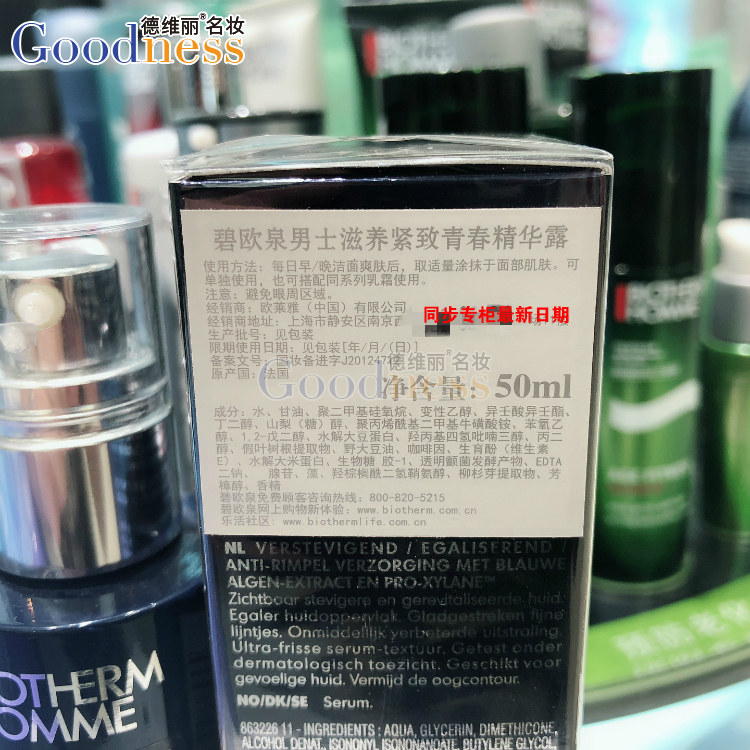 德维丽®名妆
Goodness
碧欧泉男士滋养紧致青春精华露
使用方法：每日早/晚洁面爽肤后，取适量涂抹于面部肌肤。可
单独使用，也可搭配同系列乳霜使用。
注意：避免眼周区域。
经销商：欧莱雅（中国）有限公司
同步专柜最新日期
经销商地址：上海市静安区南京西
生产批号：见包装
限期使用日期：见包装[年/月/(日)]
备案文号：国妆备进字J2012471
原产国：法国
德维丽®名妆
Goodness
净含量：50ml
成分：水、甘油、聚二甲基硅氧烷、变性乙醇、异壬酸异壬酯、
丁二醇、山梨（糖）醇、聚丙烯酰基二甲基牛磺酸铵、苯氧乙
醇、1,2-戊二醇、水解大豆蛋白、羟丙基四氢吡喃三醇、丙二
醇、假叶树根提取物、野大豆油、咖啡因、生育酚（维生素
E）、水解大米蛋白、生物糖 胶-1、透明颤菌发酵产物、EDTA
二钠、 腺苷、藻、羟棕榈酰二氢鞘氨醇、柳杉芽提取物、芳
樟醇、香精
碧欧泉免费顾客咨询热线：800-820-5215
碧欧泉网上购物新体验：www.biotherm.com.cn
乐活社区：www.biothermlife.com.cn
NL VERSTEVIGEND / EGALISEREND /
ANTI-RIMPEL VERZORGING MET BLAUWE
ALGEN-EXTRACT EN PRO-XYLANE™
Zichtbaar stevigere en gerevitaliseerde huid.
Egaler huidoppervlak. Gladgestreken fijne
lijntjes. Onmiddellijk verbeterde uitstraling.
Ultra-frisse serum-textuur. Getest onder
dermatologisch toezicht. Geschikt voor
gevoelige huid. Vermijd de oogcontour.
NO/DK/SE Serum.
863226 11 - INGREDIENTS : AQUA, GLYCERIN, DIMETHICONE,
ALCOHOL DENAT., ISONONYL ISONONANOATE, BUTYLENE GLYCOL,
OTHERM
OMME